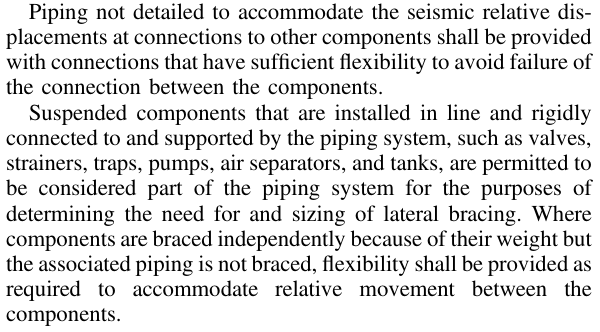 Piping not detailed to accommodate the seismic relative dis-
placements at connections to other components shall be provided
with connections that have sufficient flexibility to avoid failure of
the connection between the components.
Suspended components that are installed in line and rigidly
connected to and supported by the piping system, such as valves,
strainers, traps, pumps, air separators, and tanks, are permitted to
be considered part of the piping system for the purposes of
determining the need for and sizing of lateral bracing. Where
components are braced independently because of their weight but
the associated piping is not braced, flexibility shall be provided as
required to accommodate relative movement between the
components.